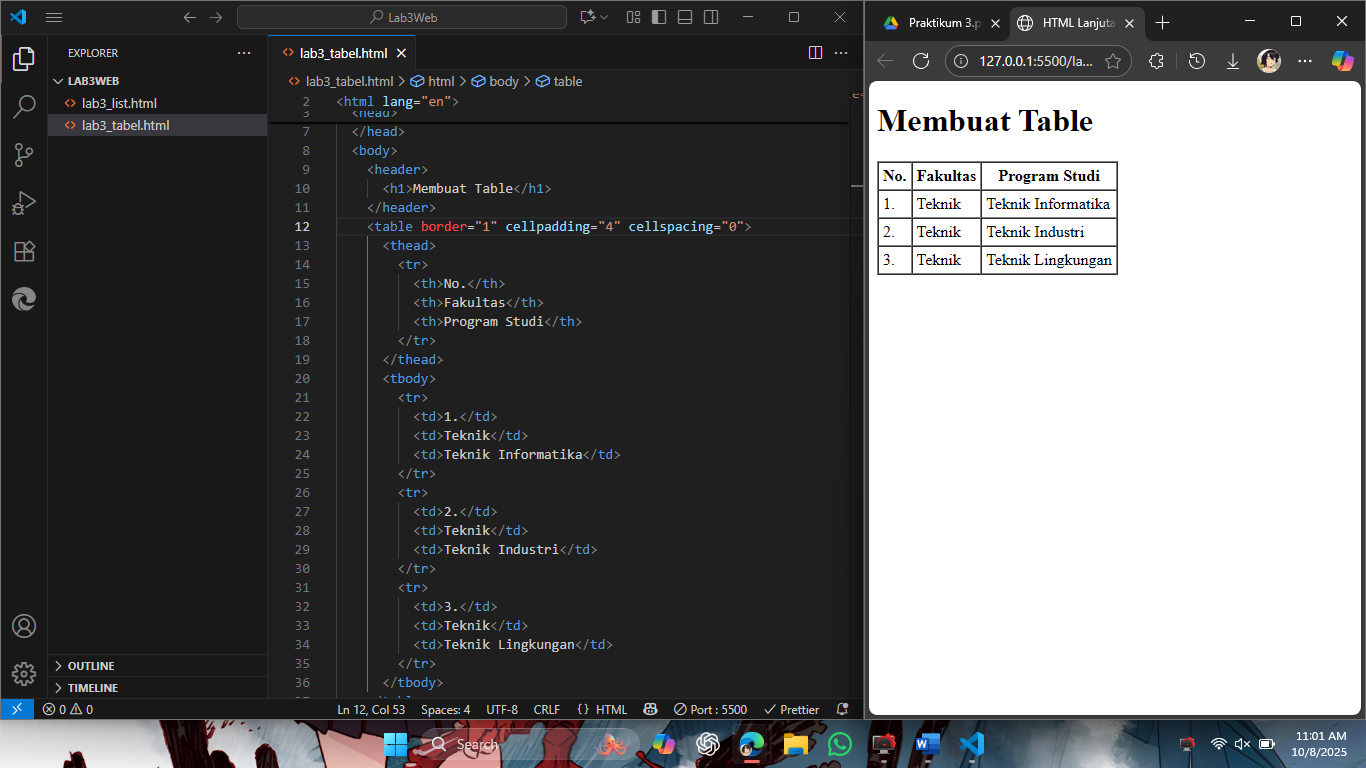 Lab3Web
EXPLORER
LAB3WEB
lab3_list.html
lab3_tabel.html
OUTLINE
TIMELINE
lab3_tabel.html
lab3_tabel.html > html > body > table
2 <html lang="en">
3 <head>
7 </head>
8 <body>
9 <header>
10 <h1>Membuat Table</h1>
11 </header>
12 <table border="1" cellpadding="4" cellspacing="0">
13 <thead>
14 <tr>
15 <th>No.</th>
16 <th>Fakultas</th>
17 <th>Program Studi</th>
18 </tr>
19 </thead>
20 <tbody>
21 <tr>
22 <td>1.</td>
23 <td>Teknik</td>
24 <td>Teknik Informatika</td>
25 </tr>
26 <tr>
27 <td>2.</td>
28 <td>Teknik</td>
29 <td>Teknik Industri</td>
30 </tr>
31 <tr>
32 <td>3.</td>
33 <td>Teknik</td>
34 <td>Teknik Lingkungan</td>
35 </tr>
36 </tbody>
0 0 Ln 12, Col 53 Spaces: 4 UTF-8 CRLF {} HTML Port : 5500 Prettier
Praktikum 3.p
HTML Lanjuta
127.0.0.1:5500/la...
Membuat Table
No. Fakultas Program Studi
1. Teknik Teknik Informatika
2. Teknik Teknik Industri
3. Teknik Teknik Lingkungan
Search
11:01 AM
10/8/2025